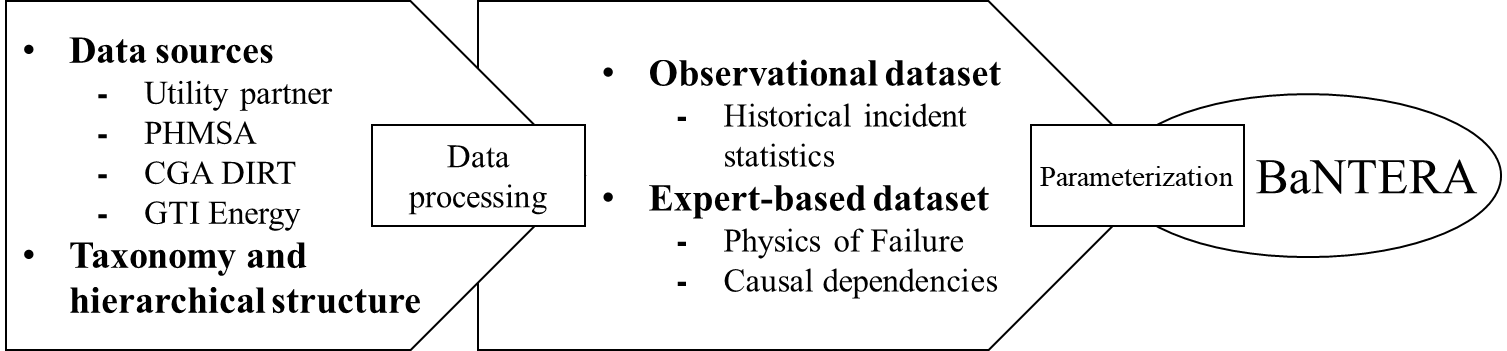 • Data sources
- Utility partner
- PHMSA
- CGA DIRT
- GTI Energy
• Taxonomy and
hierarchical structure
Data
processing
• Observational dataset
- Historical incident
statistics
• Expert-based dataset
- Physics of Failure
- Causal dependencies
Parameterization
BaNTERA